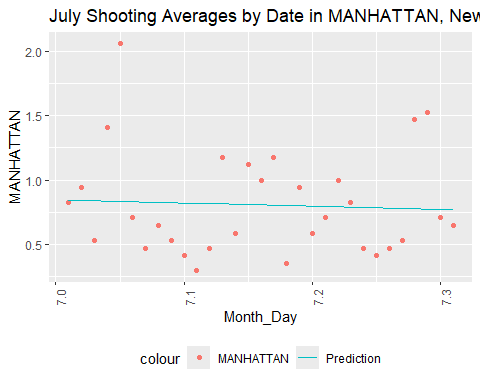 July Shooting Averages by Date in MANHATTAN, New
2.0
1.5
1.0
0.5
MANHATTAN
7.0
7.1
7.2
7.3
Month_Day
colour MANHATTAN Prediction